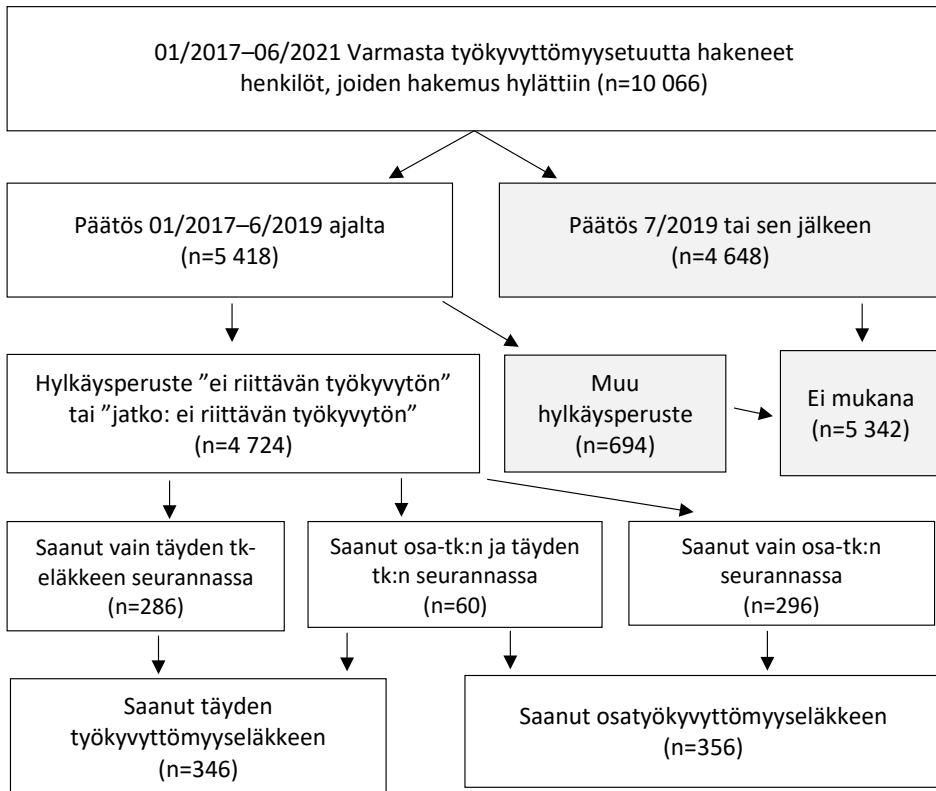 01/2017–06/2021 Varmasta työkyvyttömyysetuutta hakeneet
henkilöt, joiden hakemus hylättiin (n=10 066)
Päätös 01/2017–6/2019 ajalta
(n=5 418)
Päätös 7/2019 tai sen jälkeen
(n=4 648)
Hylkäysperuste ”ei riittävän työkyvytön”
tai ”jatko: ei riittävän työkyvytön”
(n=4 724)
Muu
hylkäysperuste
(n=694)
Ei mukana
(n=5 342)
Saanut vain täyden tk-
eläkkeen seurannassa
(n=286)
Saanut osa-tk:n ja täyden
tk:n seurannassa
(n=60)
Saanut vain osa-tk:n
seurannassa
(n=296)
Saanut täyden
työkyvyttömyyseläkkeen
(n=346)
Saanut osatyökyvyttömyyseläkkeen
(n=356)